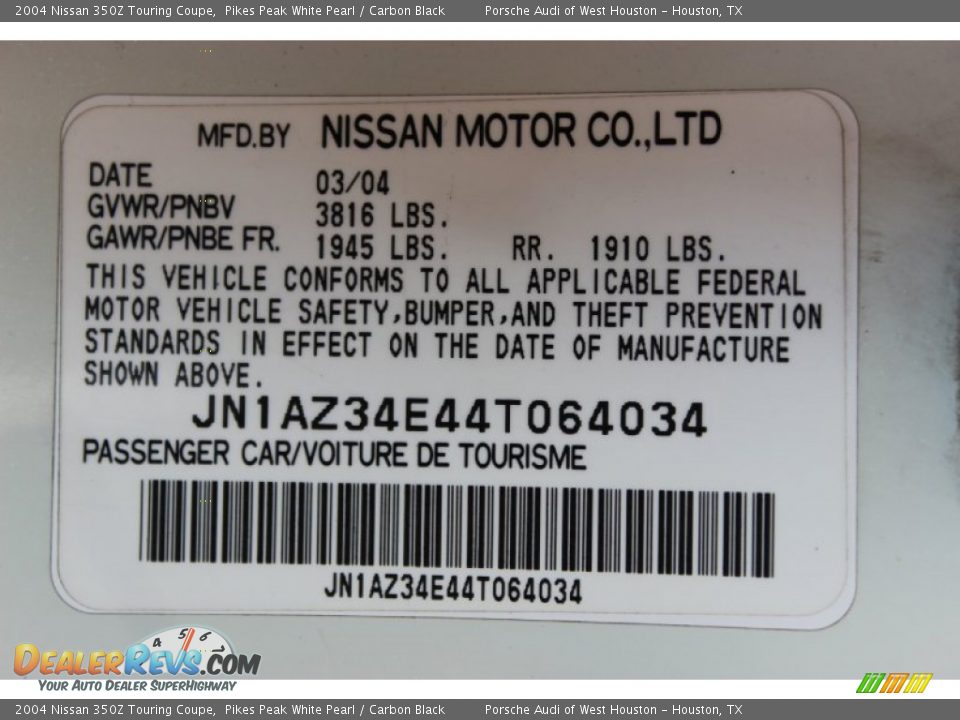 2004 Nissan 350Z Touring Coupe, Pikes Peak White Pearl / Carbon Black Porsche Audi of West Houston - Houston, TX
MFD.BY NISSAN MOTOR CO.,LTD
DATE 03/04
GVWR/PNBV 3816 LBS.
GAWR/PNBE FR. 1945 LBS. RR. 1910 LBS.
THIS VEHICLE CONFORMS TO ALL APPLICABLE FEDERAL
MOTOR VEHICLE SAFETY,BUMPER,AND THEFT PREVENTION
STANDARDS IN EFFECT ON THE DATE OF MANUFACTURE
SHOWN ABOVE.
JN1AZ34E44T064034
PASSENGER CAR/VOITURE DE TOURISME
JN1AZ34E44T064034
4 5 6 7
DEALERREVS.COM
YOUR AUTO DEALER SUPERHIGHWAY
2004 Nissan 350Z Touring Coupe, Pikes Peak White Pearl / Carbon Black Porsche Audi of West Houston - Houston, TX